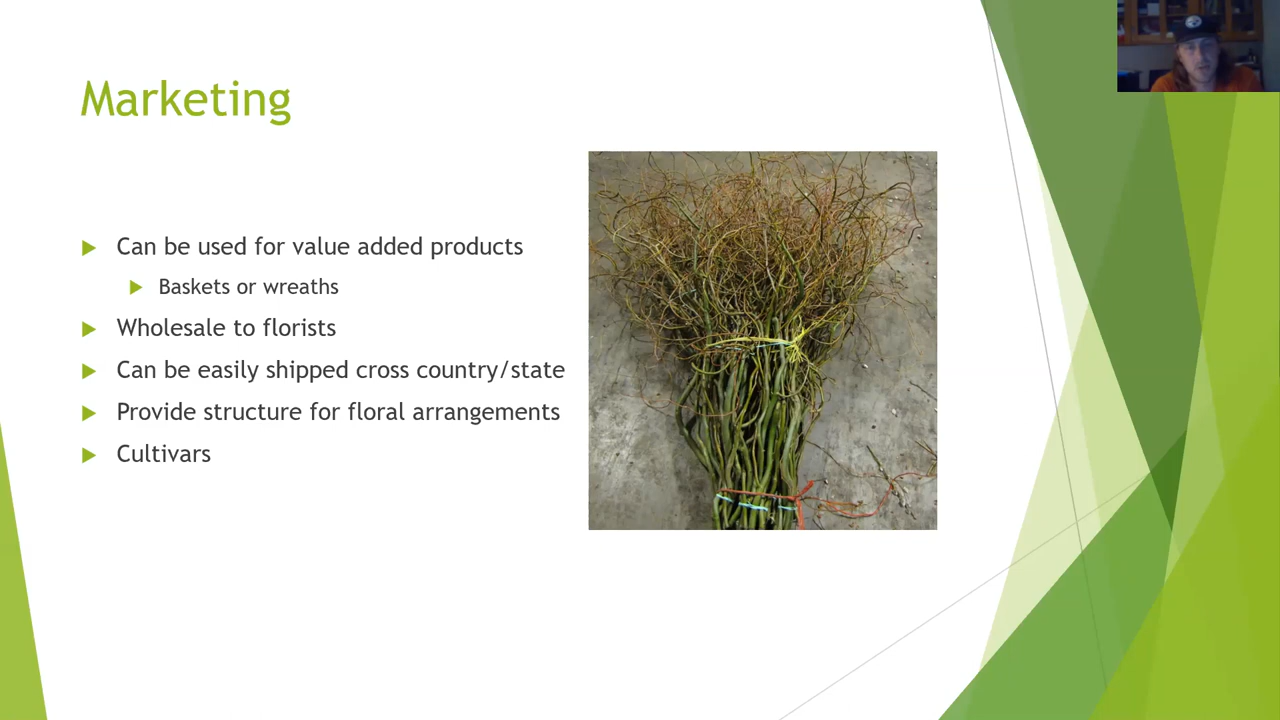 Marketing
Can be used for value added products
Baskets or wreaths
Wholesale to florists
Can be easily shipped cross country/state
Provide structure for floral arrangements
Cultivars